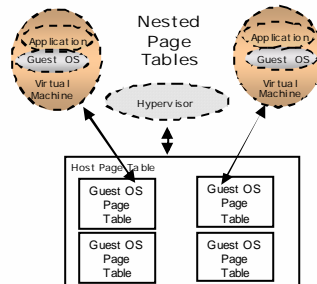 Nested
Page
Tables
Application
Guest OS
Virtual
Machine
Application
Guest OS
Virtual
Machine
Hypervisor
Host Page Table
Guest OS
Page
Table
Guest OS
Page
Table
Guest OS
Page
Table
Guest OS
Page
Table